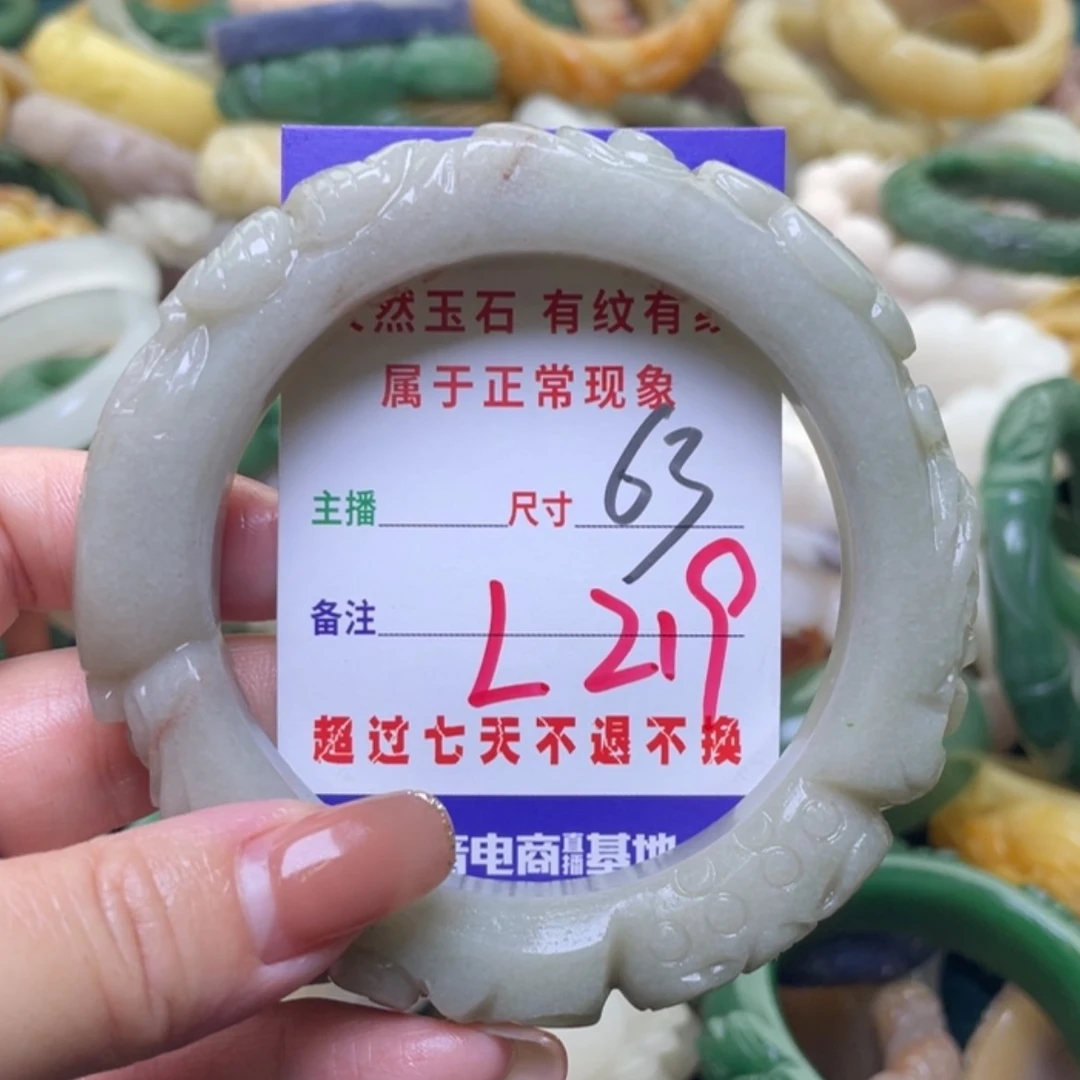 然玉石 有纹有
属于正常现象
主播 尺寸 63
备注 L219
超过七天不退不换
电商直播基地